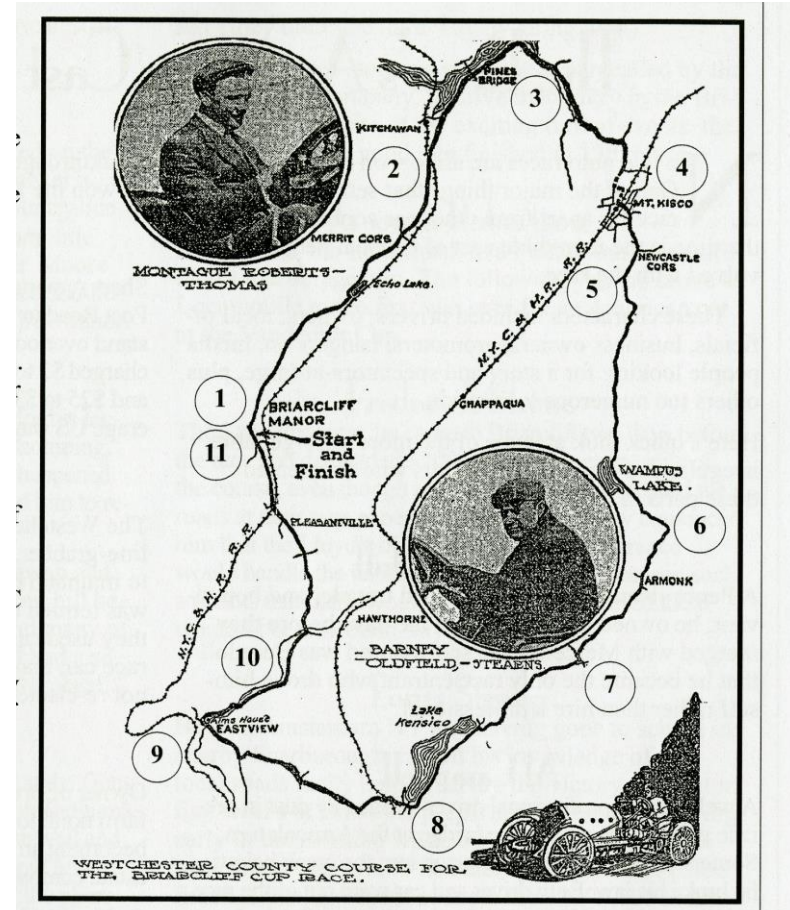 PINES
BRIDGE
3
KITCHAWAN
2
4
MT. KISCO
MERRIT CORS.
NEWCASTLE
CORS
MONTAGUE ROBERTS—
THOMAS
Echo Lake.
5
N.Y.C. & H.R. R.R.
1
BRIARCLIFF
MANOR
CHAPPAQUA
11
Start
and
Finish
WAMPUS
LAKE
PLEASANTVILLE
6
ARMONK
N.Y.C. & H.R. R.R.
HAWTHORNE
10
—BARNEY
—OLDFIELD,—STEARNS.
7
Lake
Kensico
Alms House
EASTVIEW
9
8
WESTCHESTER COUNTY COURSE FOR
THE BRIARCLIFF CUP RACE.